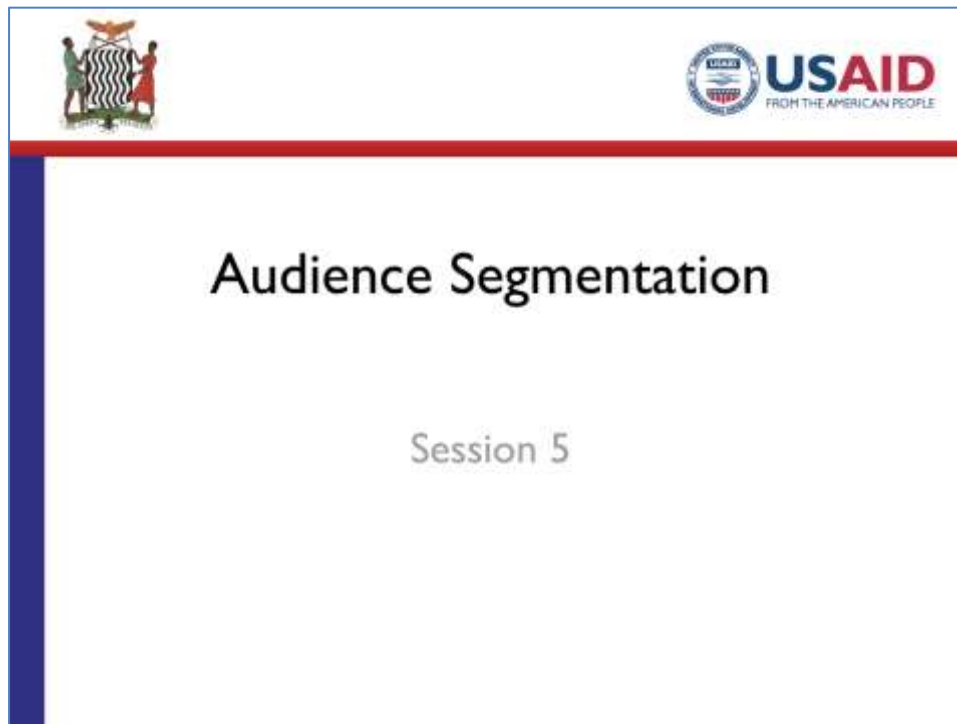 USAID
FROM THE AMERICAN PEOPLE
Audience Segmentation
Session 5